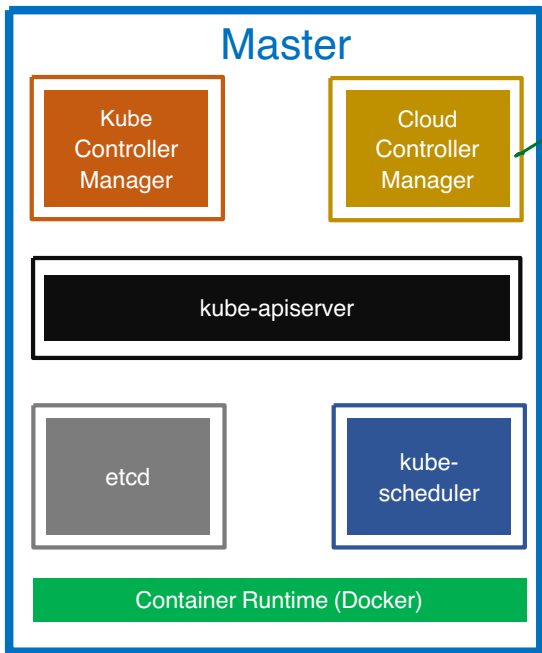 Master
Kube
Controller
Manager
Cloud
Controller
Manager
kube-apiserver
etcd
kube-
scheduler
Container Runtime (Docker)